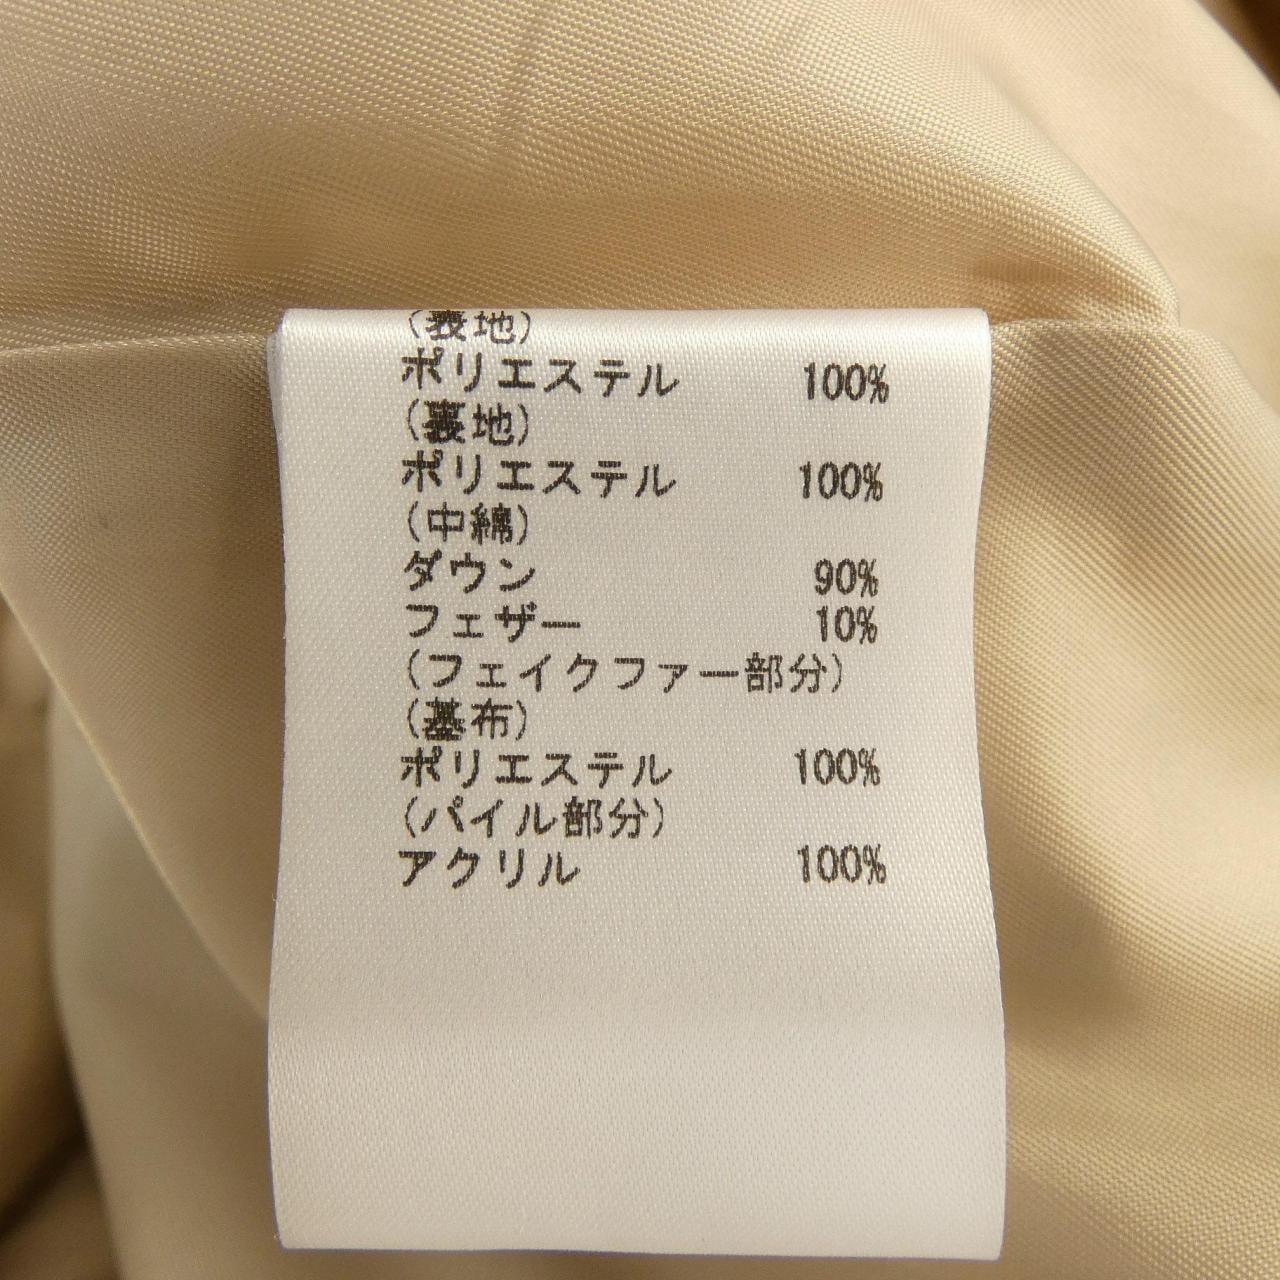 (表地)
ポリエステル 100%
(裏地)
ポリエステル 100%
(中綿)
ダウン 90%
フェザー 10%
(フェイクファー部分)
(基布)
ポリエステル 100%
(パイル部分)
アクリル 100%